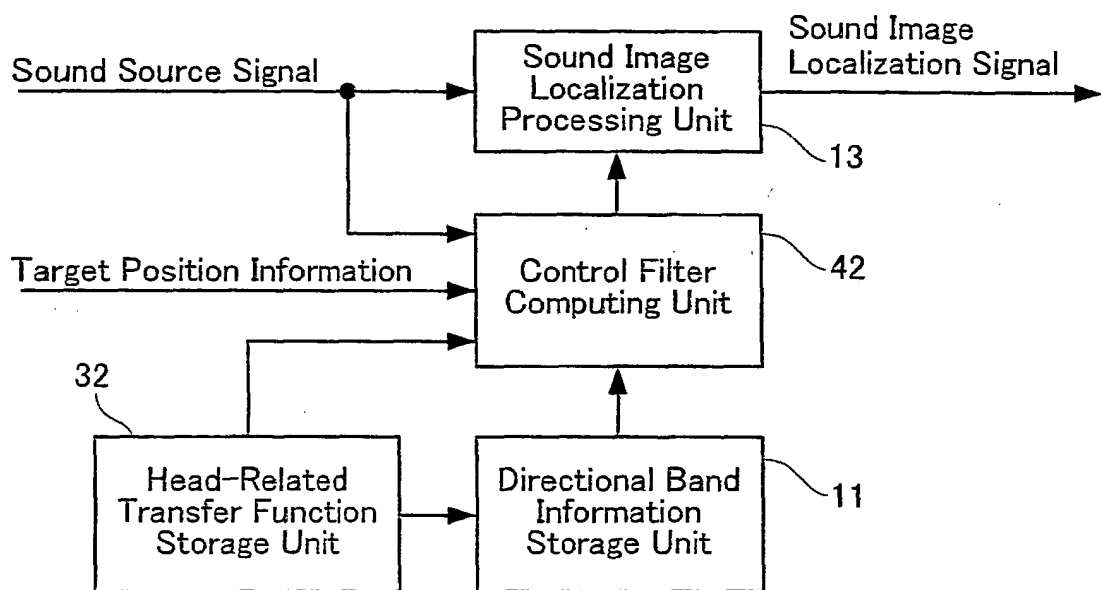 Sound Source Signal
Sound Image
Localization
Processing Unit
Sound Image
Localization Signal
13
Target Position Information
Control Filter
Computing Unit
42
32
Head-Related
Transfer Function
Storage Unit
Directional Band
Information
Storage Unit
11